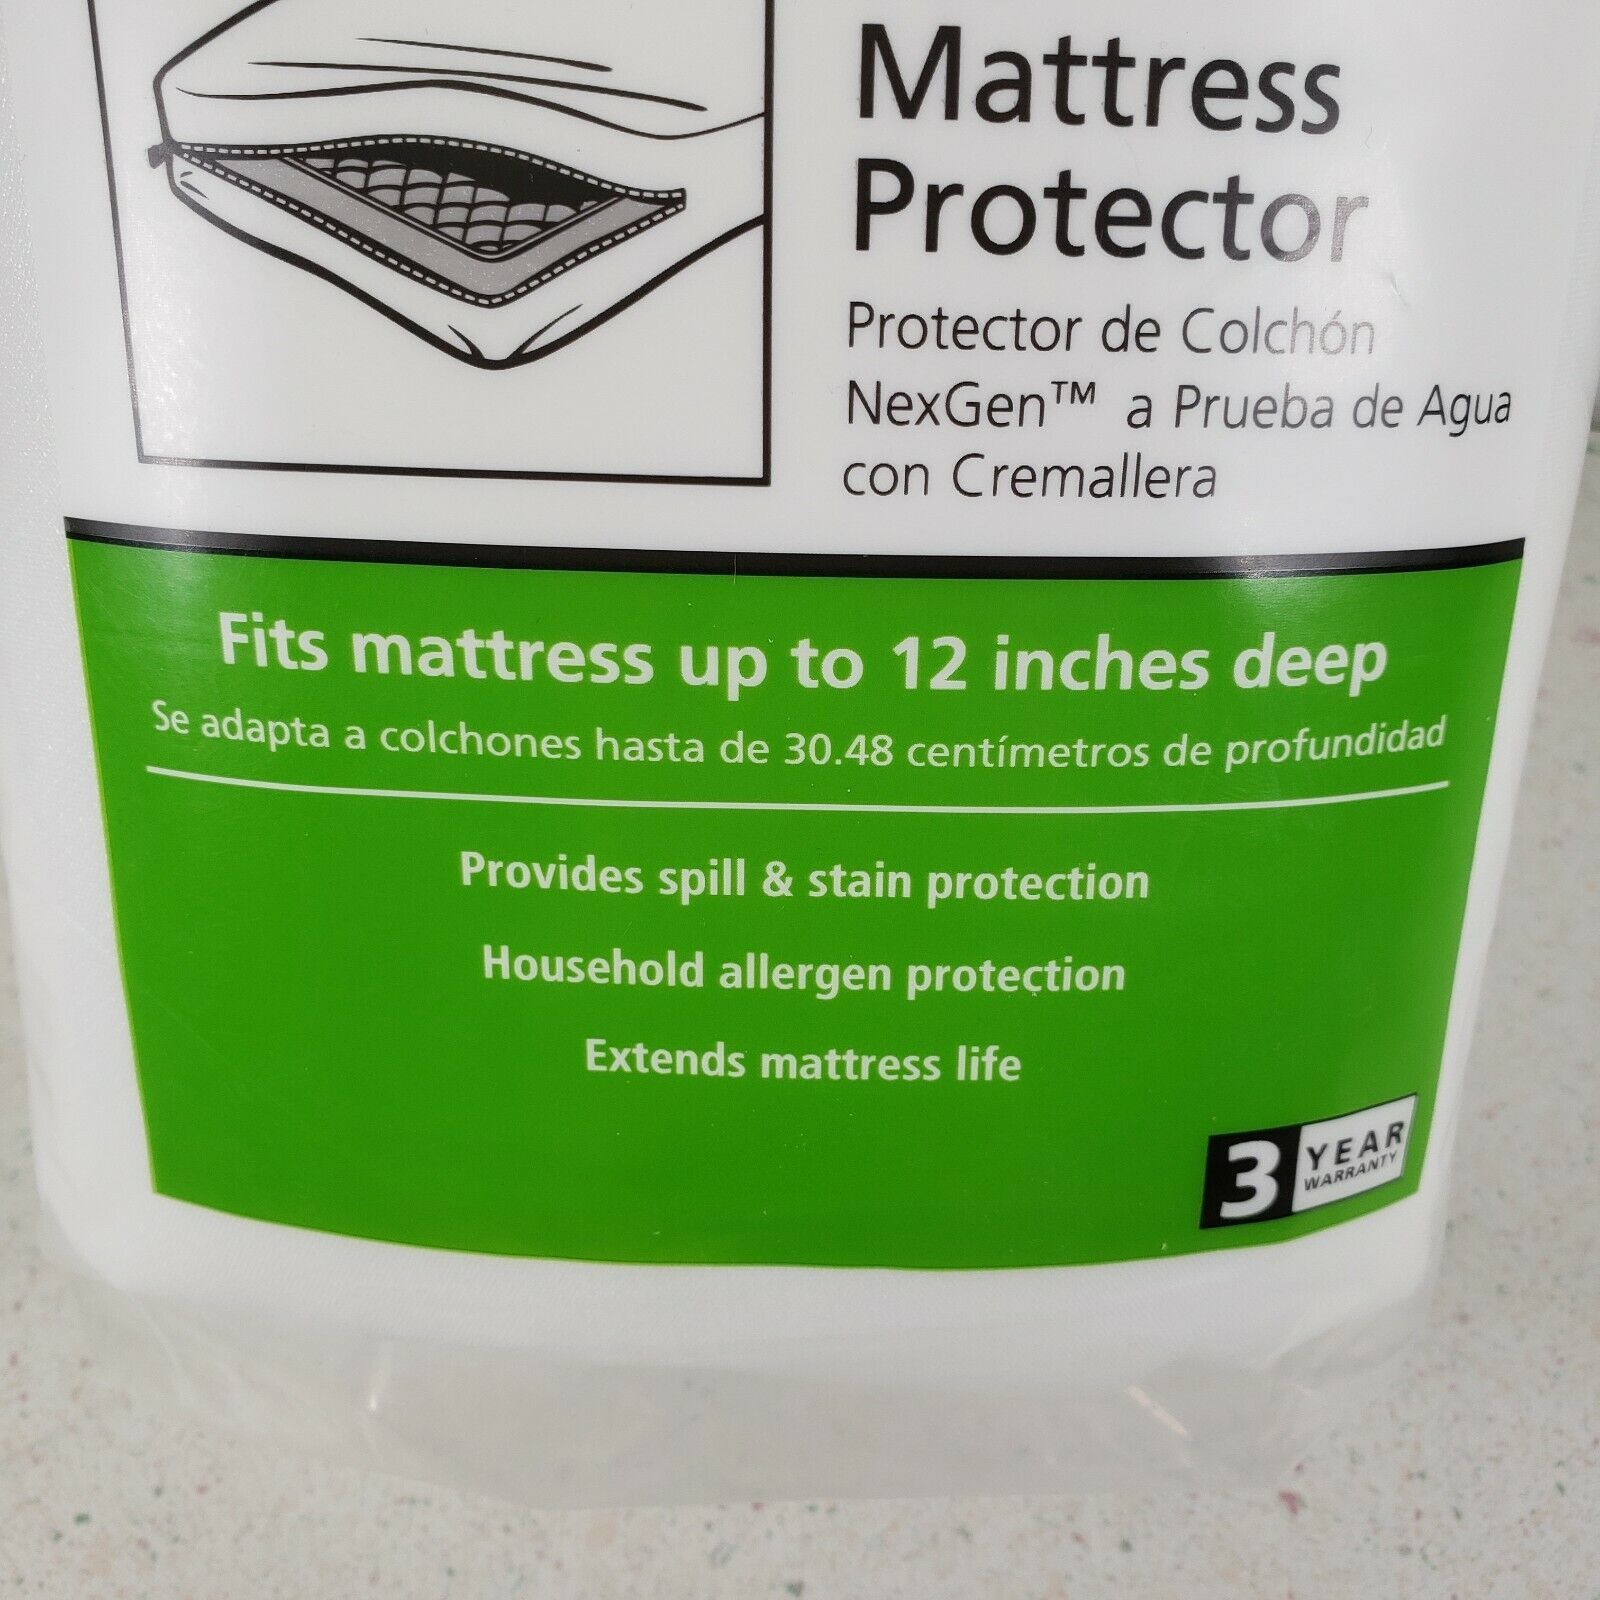 Mattress
Protector
Protector de Colchón
NexGen™ a Prueba de Agua
con Cremallera
Fits mattress up to 12 inches deep
Se adapta a colchones hasta de 30.48 centímetros de profundidad
Provides spill & stain protection
Household allergen protection
Extends mattress life
3 YEAR
WARRANTY